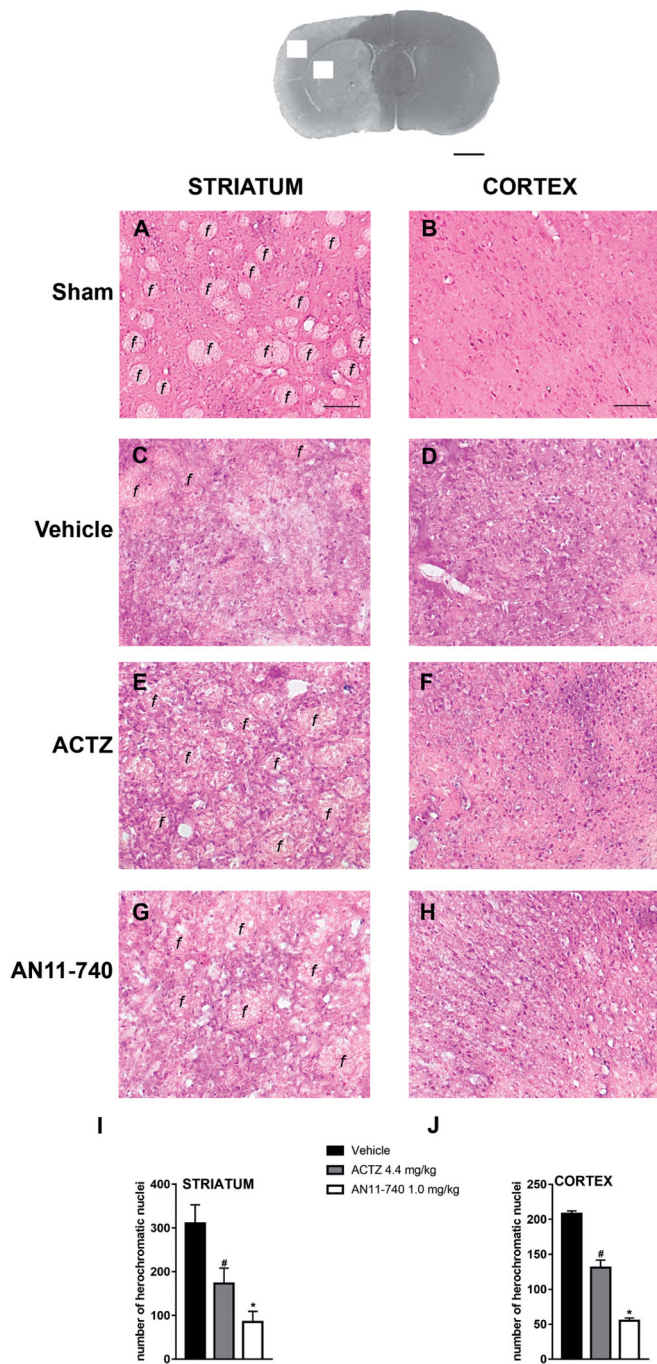 STRIATUM CORTEX
A B
f f f f f f f f f f f f f f f
Sham
C D
f f f f
Vehicle
E F
f f f f f f f f
ACTZ
G H
f f f f f f
AN11-740
I J
Vehicle
ACTZ 4.4 mg/kg
AN11-740 1.0 mg/kg
STRIATUM
number of herochromatic nuclei
400
300
200
100
0
#
*
CORTEX
number of herochromatic nuclei
250
200
150
100
50
0
#
*